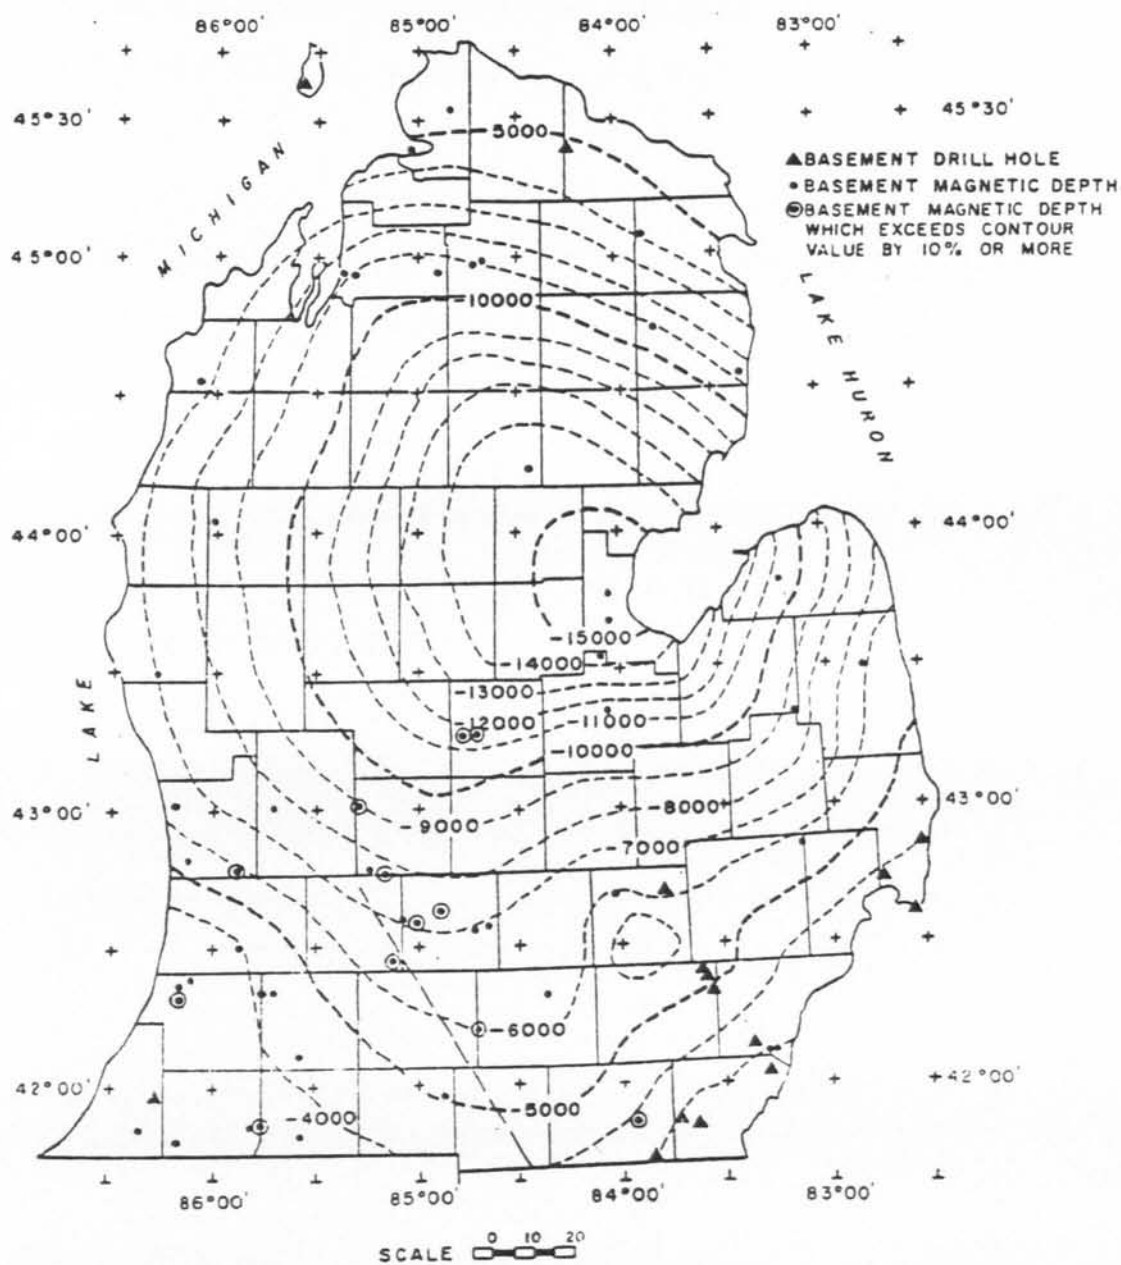 86°00' 85°00' 84°00' 83°00'
45°30' 45°30'
5000
▲BASEMENT DRILL HOLE
•BASEMENT MAGNETIC DEPTH
BASEMENT MAGNETIC DEPTH
WHICH EXCEEDS CONTOUR
VALUE BY 10% OR MORE
MICHIGAN
45°00'
LAKE HURON
-10000
44°00' 44°00'
-15000
-14000
-13000
-12000 -11000
-10000
LAKE
43°00' 43°00'
-9000 -8000
-7000
-6000
42°00' 42°00'
-5000
-4000
86°00' 85°00' 84°00' 83°00'
0 10 20
SCALE